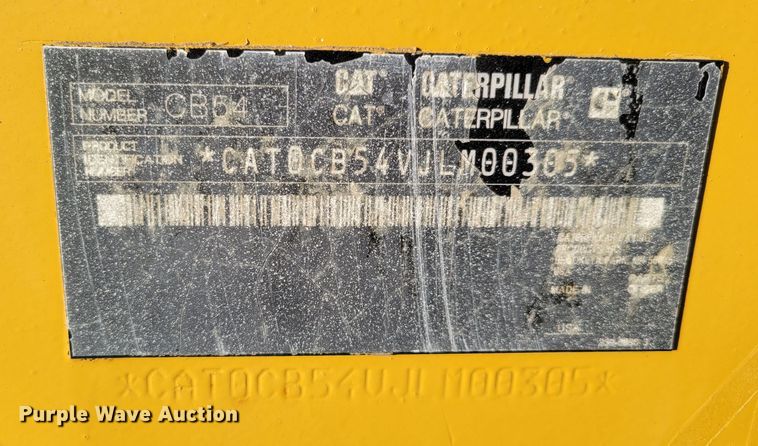 MODEL NUMBER CB54
CAT® CATERPILLAR®
CAT® CATERPILLAR®
PRODUCT IDENTIFICATION NUMBER
*CAT0CB54VJLM00305*
USA
*CAT0CB54VJLM00305*
Purple Wave Auction